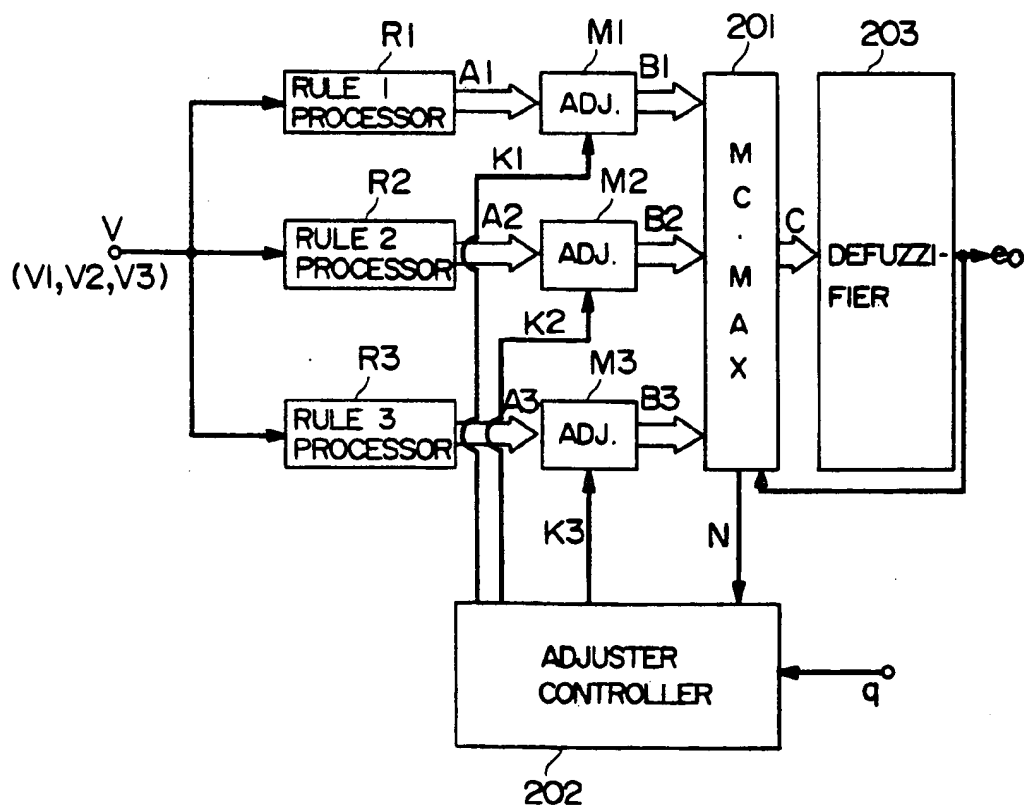 201
203
R1
M1
A1
B1
RULE 1
PROCESSOR
ADJ.
K1
R2
M2
A2
B2
V
(V1,V2,V3)
RULE 2
PROCESSOR
ADJ.
MC·MAX
C
DEFUZZI-
FIER
eo
K2
R3
M3
A3
B3
RULE 3
PROCESSOR
ADJ.
K3
N
ADJUSTER
CONTROLLER
q
202